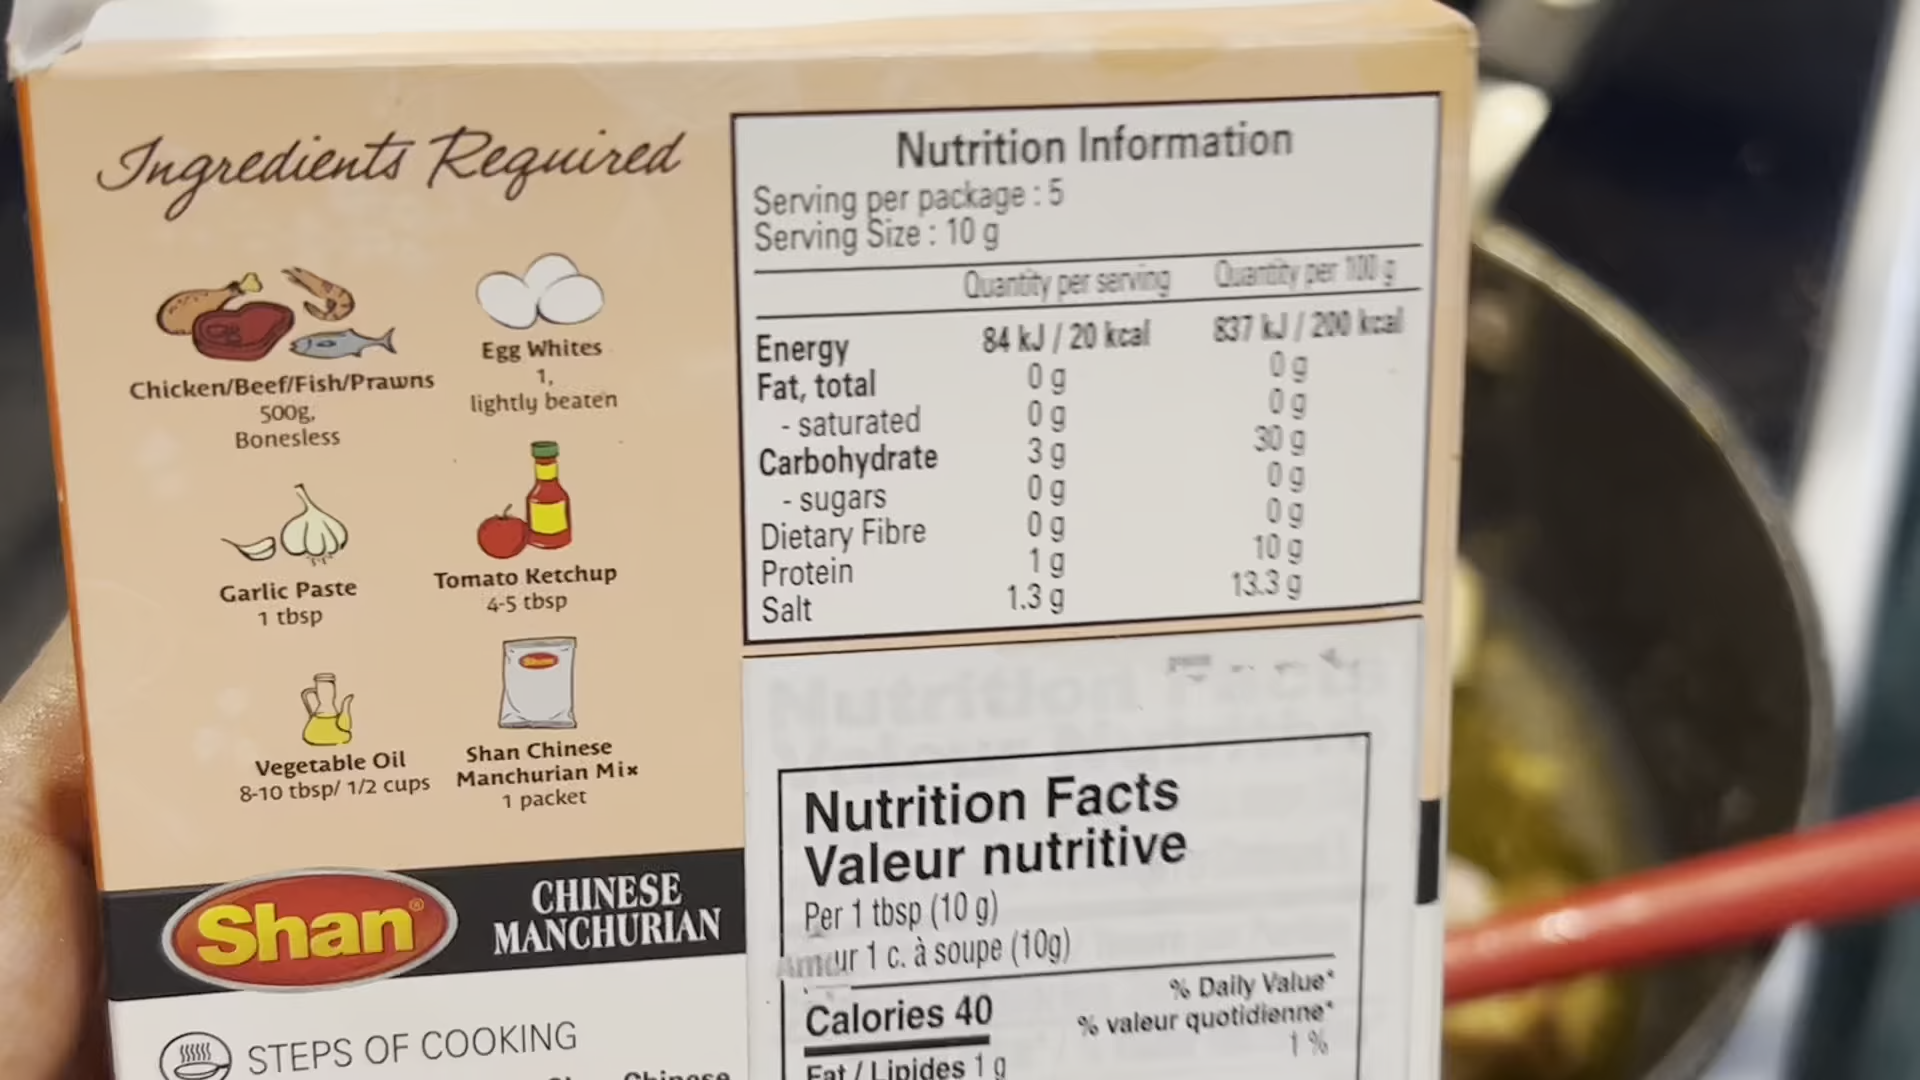 Ingredients Required
Chicken/Beef/Fish/Prawns
500g,
Bonesless
Egg Whites
1,
lightly beaten
Garlic Paste
1 tbsp
Tomato Ketchup
4-5 tbsp
Vegetable Oil
8-10 tbsp/ 1/2 cups
Shan Chinese
Manchurian Mix
1 packet
Shan®
CHINESE
MANCHURIAN
STEPS OF COOKING
Chinese
Nutrition Information
Serving per package : 5
Serving Size : 10 g
Quantity per serving Quantity per 100 g
Energy 84 kJ / 20 kcal 837 kJ / 200 kcal
Fat, total 0 g 0 g
- saturated 0 g 0 g
Carbohydrate 3 g 30 g
- sugars 0 g 0 g
Dietary Fibre 0 g 0 g
Protein 1 g 10 g
Salt 1.3 g 13.3 g
Nutrition Facts
Valeur nutritive
Per 1 tbsp (10 g)
1 c. à soupe (10g)
Calories 40
% Daily Value*
% valeur quotidienne*
Fat / Lipides 1 g 1 %